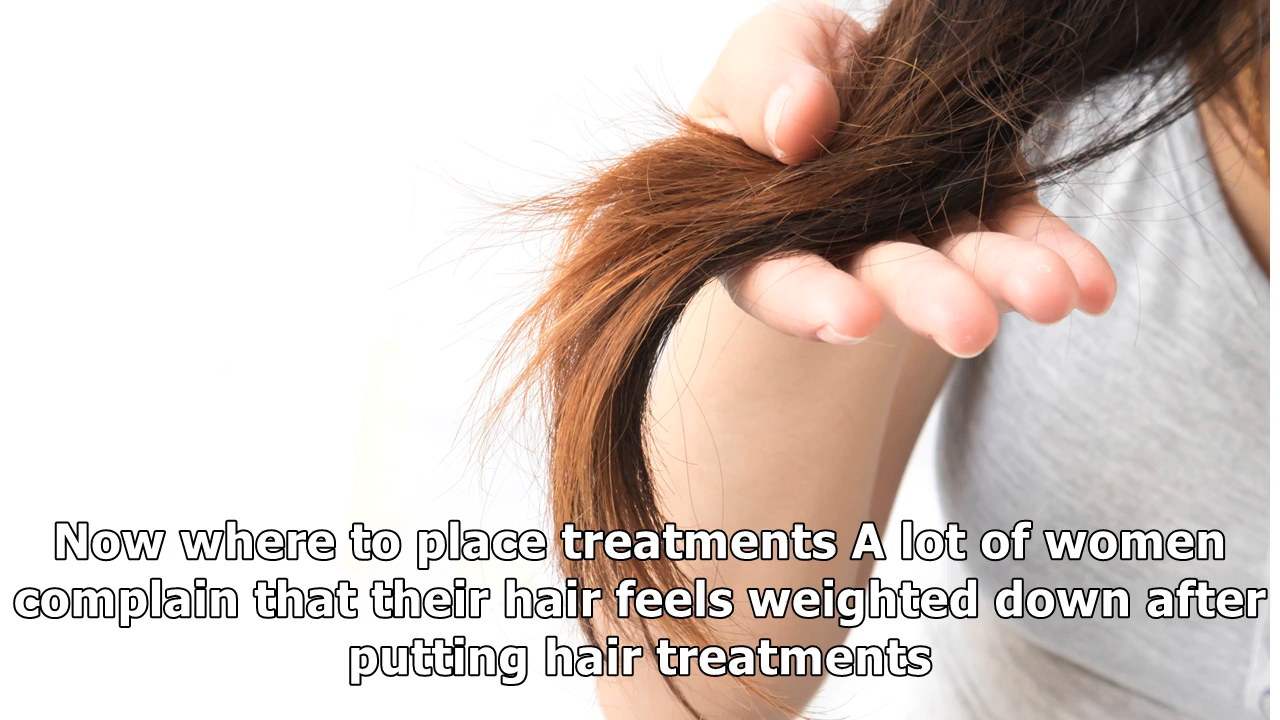 Now where to place treatments A lot of women
complain that their hair feels weighted down after
putting hair treatments